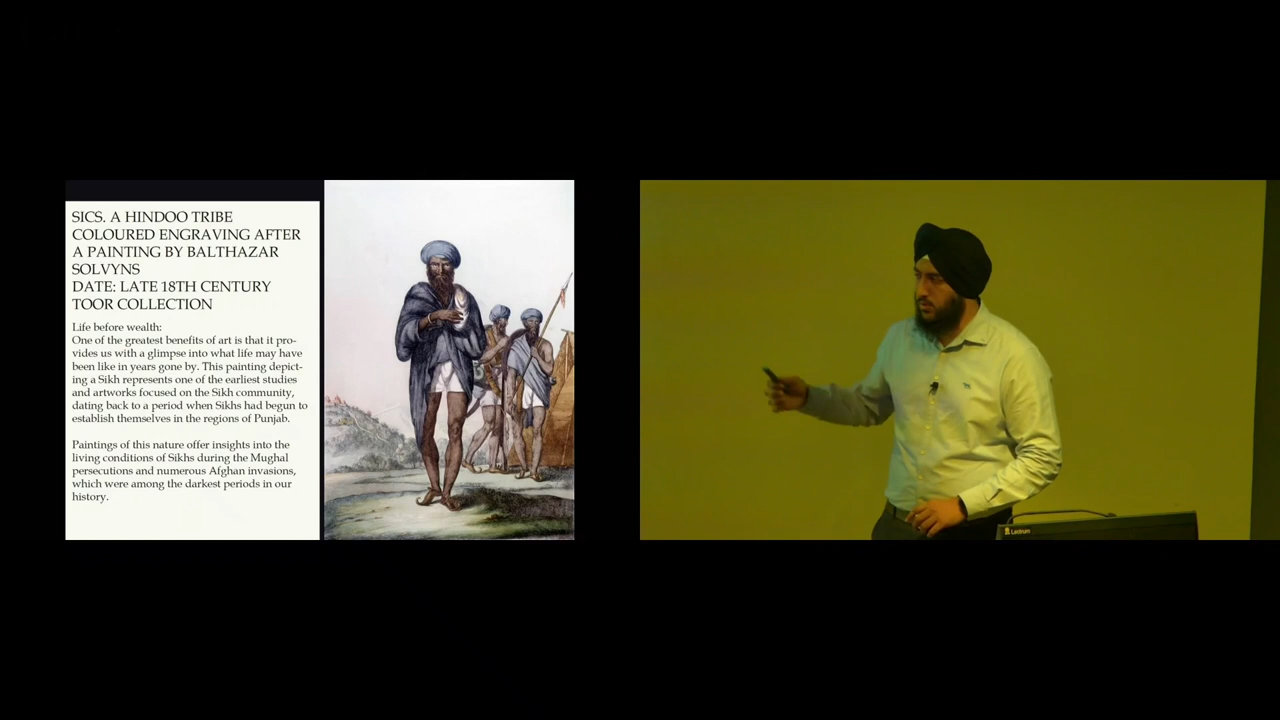 SICS. A HINDOO TRIBE
COLOURED ENGRAVING AFTER
A PAINTING BY BALTHAZAR
SOLVYNS
DATE: LATE 18TH CENTURY
TOOR COLLECTION
Life before wealth:
One of the greatest benefits of art is that it pro-
vides us with a glimpse into what life may have
been like in years gone by. This painting depict-
ing a Sikh represents one of the earliest studies
and artworks focused on the Sikh community,
dating back to a period when Sikhs had begun to
establish themselves in the regions of Punjab.
Paintings of this nature offer insights into the
living conditions of Sikhs during the Mughal
persecutions and numerous Afghan invasions,
which were among the darkest periods in our
history.